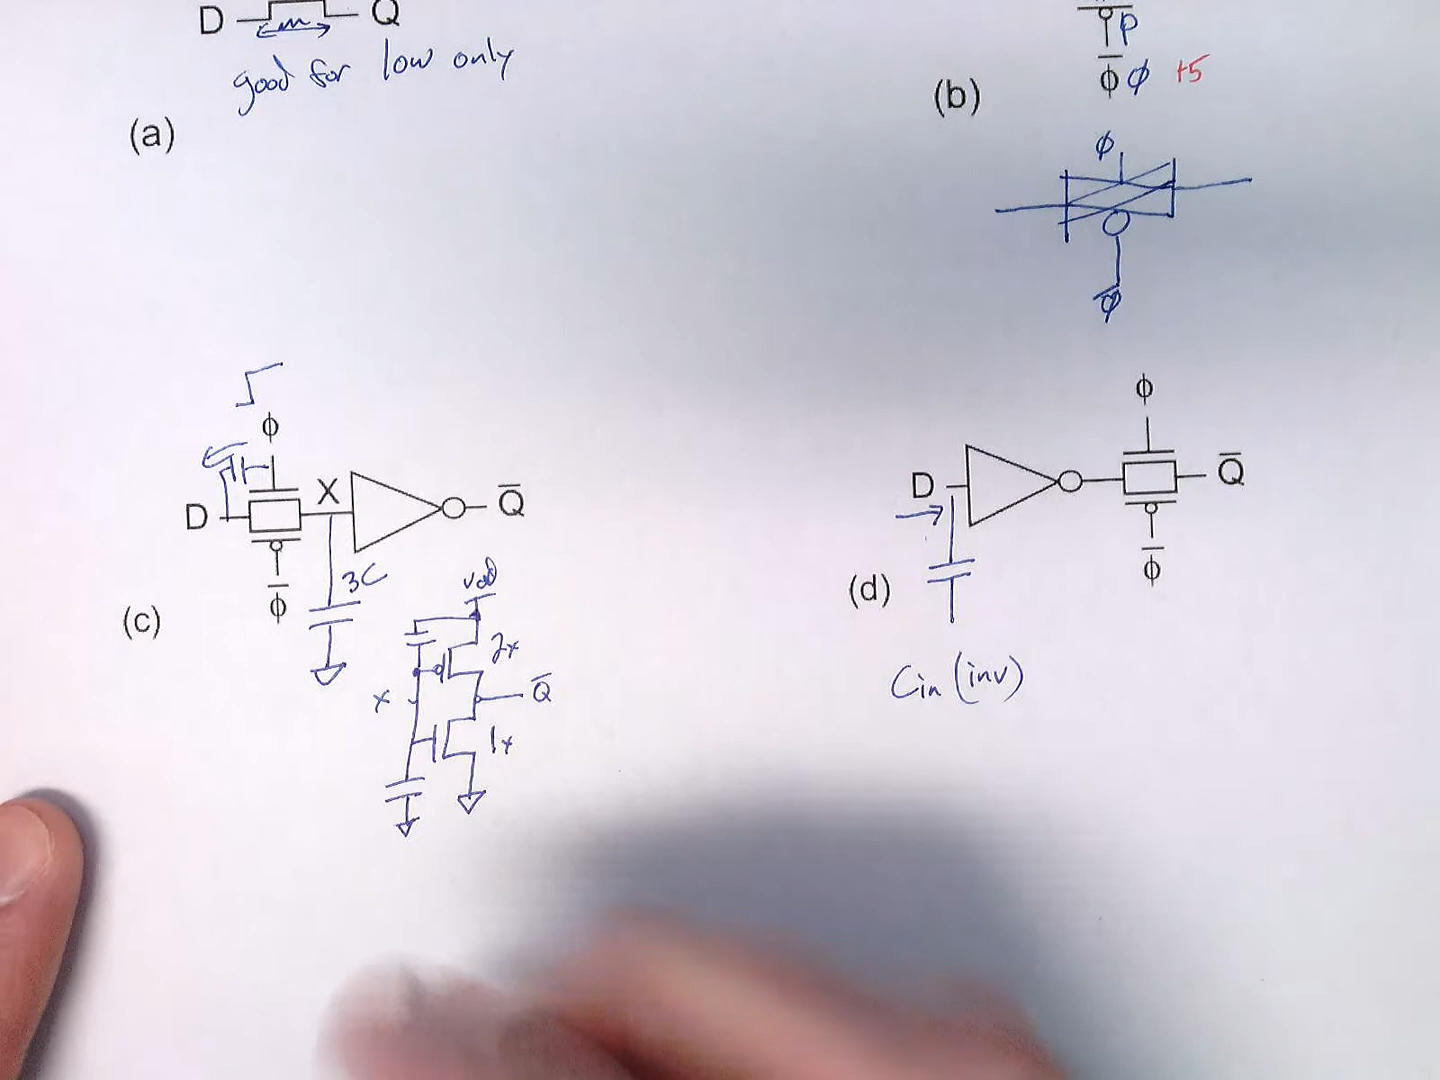 D Q
good for low only
(a)
P
ϕ̅ ϕ +5
(b)
ϕ
ϕ̅
ϕ
D X Q̅
ϕ̅
3C
(c)
Vdd
2x
x Q̅
1x
ϕ
D Q̅
ϕ̅
(d)
Cin (inv)